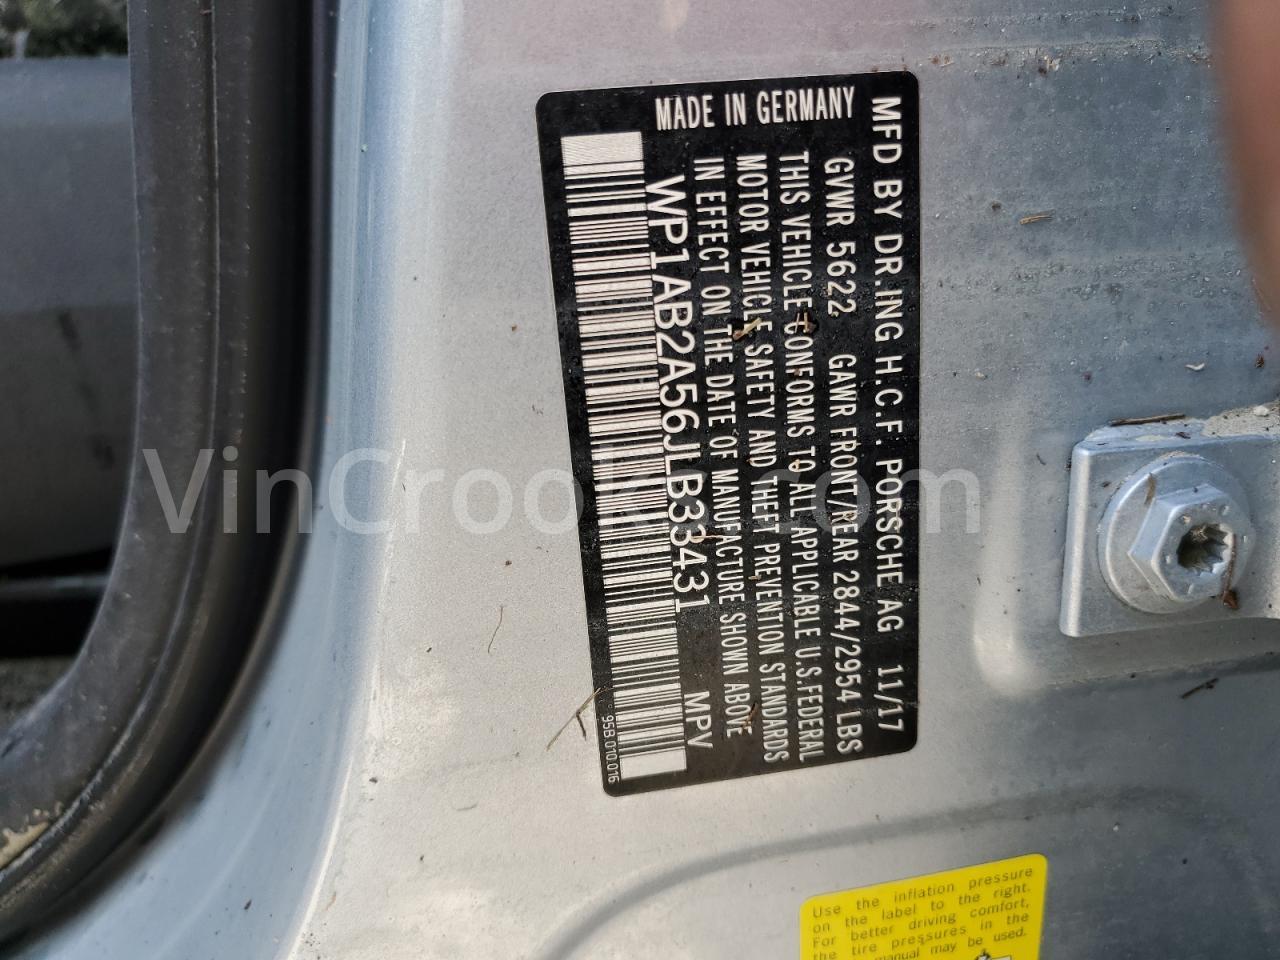 MFD BY DR.ING H.C.F. PORSCHE AG 11/17
GVWR 5622 GAWR FRONT/REAR 2844/2954 LBS
THIS VEHICLE CONFORMS TO ALL APPLICABLE U.S.FEDERAL
MOTOR VEHICLE SAFETY AND THEFT PREVENTION STANDARDS
IN EFFECT ON THE DATE OF MANUFACTURE SHOWN ABOVE
WP1AB2A56JLB33431 MPV
MADE IN GERMANY
95B.010.016
Use the inflation pressure
on the label to the right.
For better driving comfort,
the tire pressures in the
manual may be used.